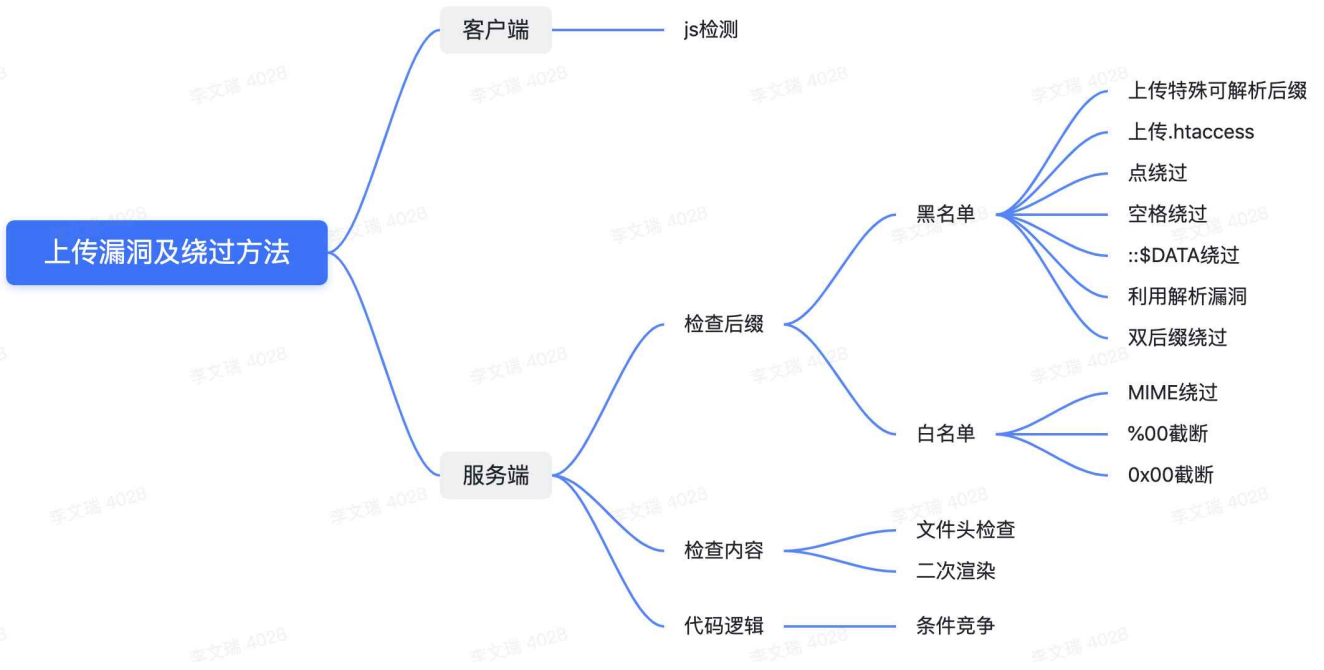 上传漏洞及绕过方法
客户端
js检测
服务端
检查后缀
黑名单
上传特殊可解析后缀
上传.htaccess
点绕过
空格绕过
::$DATA绕过
利用解析漏洞
双后缀绕过
白名单
MIME绕过
%00截断
0x00截断
检查内容
文件头检查
二次渲染
代码逻辑
条件竞争
李文瑞 4028